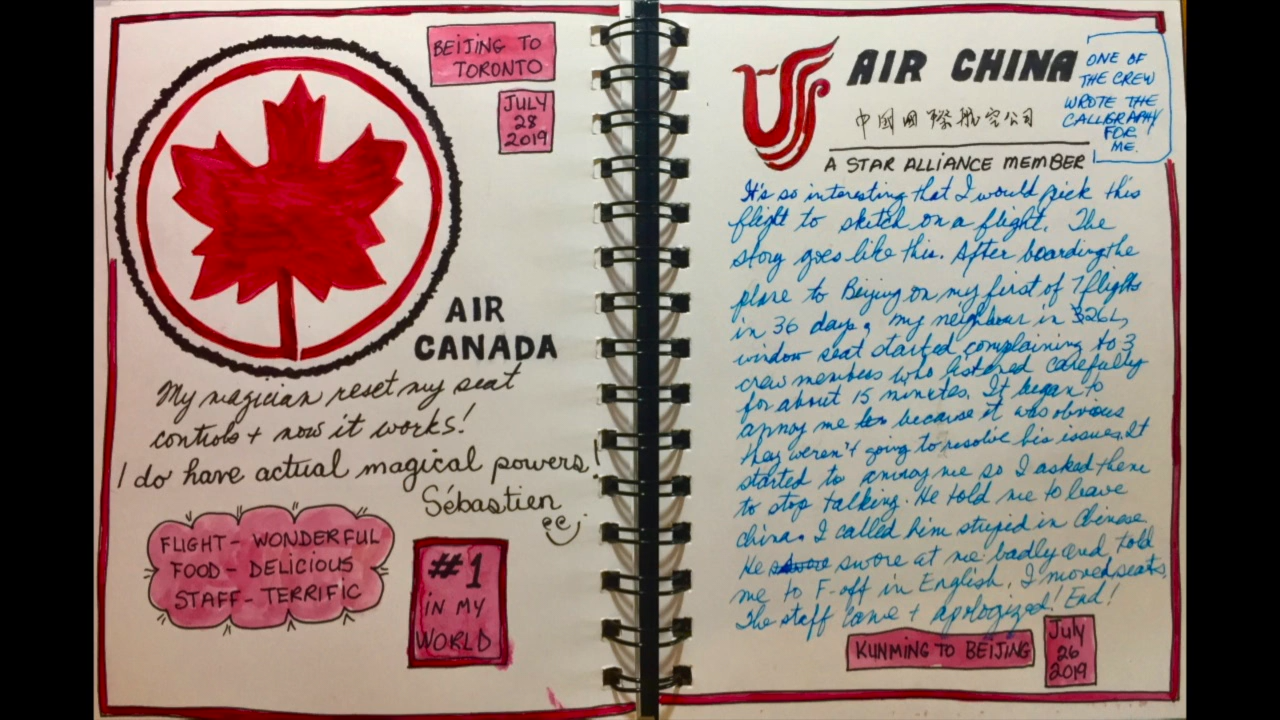 BEIJING TO
TORONTO
JULY
28
2019
AIR
CANADA
My magician reset my seat
controls + now it works!
I do have actual magical powers!
Sébastien
FLIGHT - WONDERFUL
FOOD - DELICIOUS
STAFF - TERRIFIC
#1
IN MY
WORLD
AIR CHINA
中国国际航空公司
A STAR ALLIANCE MEMBER
ONE OF
THE CREW
WROTE THE
CALLIGRAPHY
FOR
ME.
It's so interesting that I would pick this
flight to sketch on a flight. The
story goes like this. After boarding the
plane to Beijing on my first of 7 flights
in 36 days, my neighbour in 326L,
window seat started complaining to 3
crew members who listened carefully
for about 15 minutes. It began to
annoy me because it was obvious
they weren't going to resolve his issues. It
started to annoy me so I asked them
to stop talking. He told me to leave
China. I called him stupid in Chinese.
He swore at me badly and told
me to F-off in English. I moved seats.
The staff came + apologized! End!
KUNMING TO BEIJING
July
26
2019